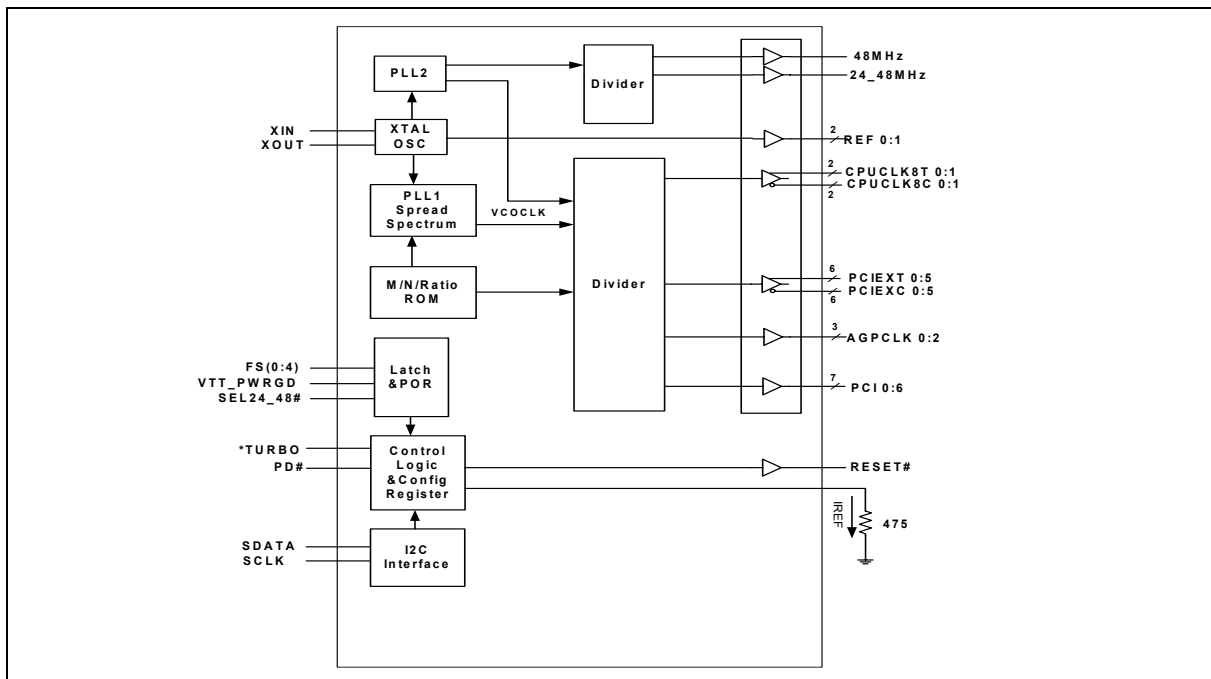 PLL2
Divider
48MHz
24_48MHz
XIN
XOUT
XTAL
OSC
2
REF 0:1
2
CPUCLK8T 0:1
CPUCLK8C 0:1
2
PLL1
Spread
Spectrum
VCOCLK
M/N/Ratio
ROM
Divider
6
PCIEXT 0:5
PCIEXC 0:5
6
3
AGPCLK 0:2
7
PCI 0:6
FS(0:4)
VTT_PWRGD
SEL24_48#
Latch
&POR
*TURBO
PD#
Control
Logic
&Config
Register
RESET#
IREF
475
SDATA
SCLK
I2C
Interface